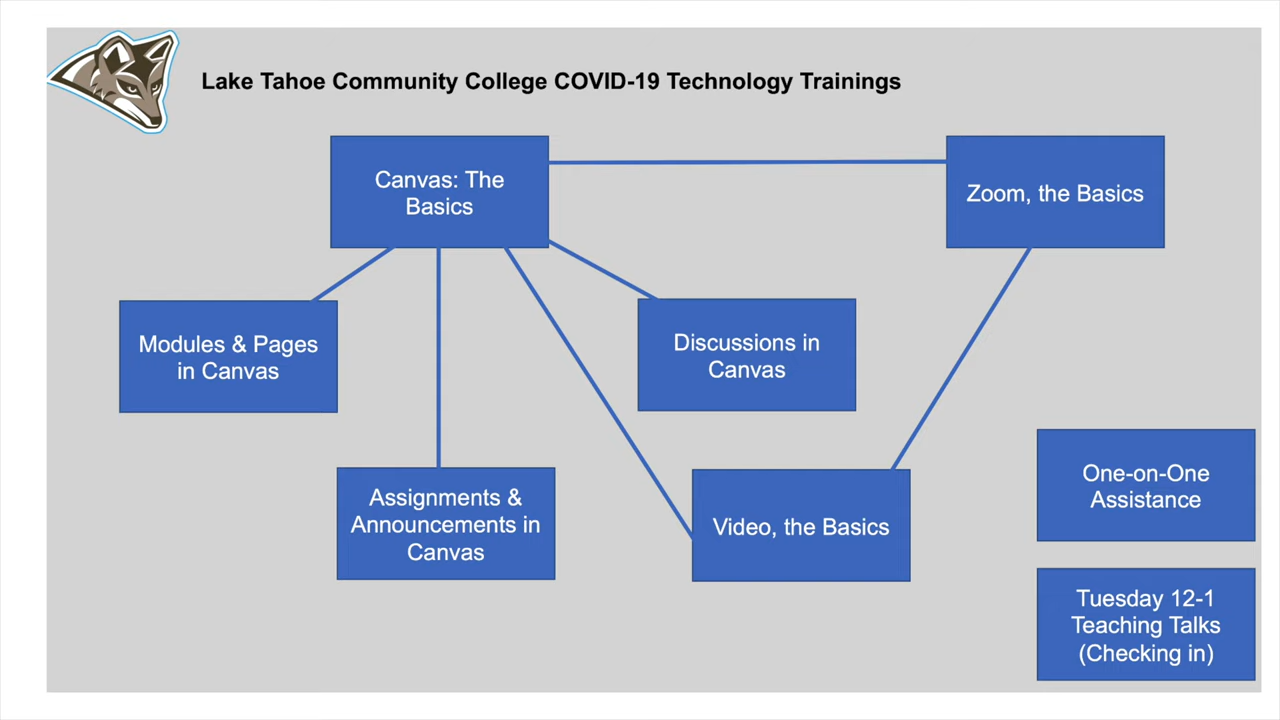 Lake Tahoe Community College COVID-19 Technology Trainings
Canvas: The
Basics
Zoom, the Basics
Modules & Pages
in Canvas
Discussions in
Canvas
Assignments &
Announcements in
Canvas
Video, the Basics
One-on-One
Assistance
Tuesday 12-1
Teaching Talks
(Checking in)